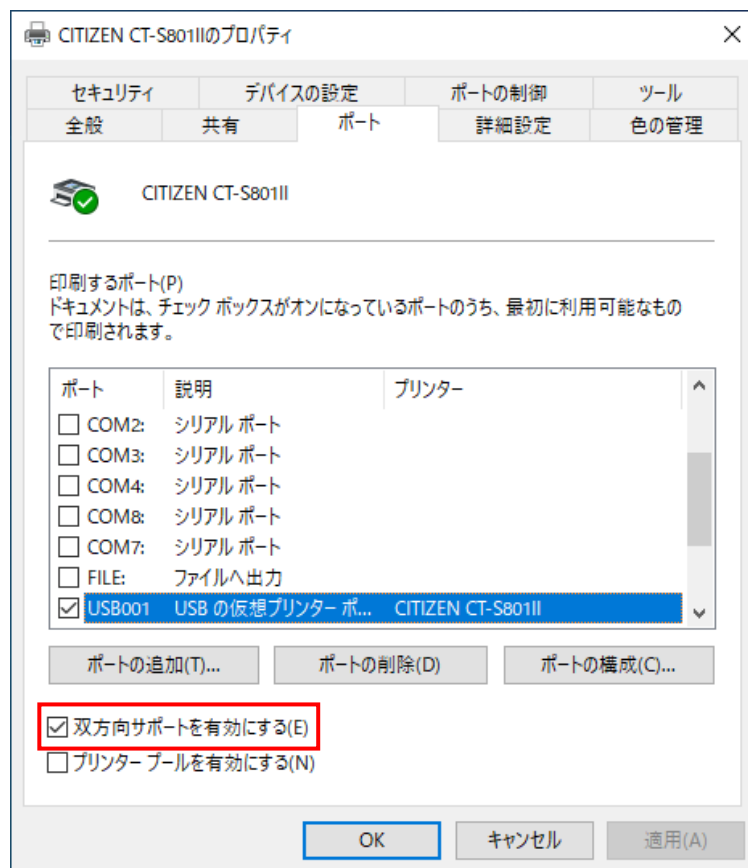 CITIZEN CT-S801IIのプロパティ
セキュリティ デバイスの設定 ポートの制御 ツール
全般 共有 ポート 詳細設定 色の管理
CITIZEN CT-S801II
印刷するポート(P)
ドキュメントは、チェック ボックスがオンになっているポートのうち、最初に利用可能なもの
で印刷されます。
ポート 説明 プリンター
COM2: シリアル ポート
COM3: シリアル ポート
COM4: シリアル ポート
COM8: シリアル ポート
COM7: シリアル ポート
FILE: ファイルへ出力
USB001 USB の仮想プリンター ポ... CITIZEN CT-S801II
ポートの追加(T)... ポートの削除(D) ポートの構成(C)...
双方向サポートを有効にする(E)
プリンター プールを有効にする(N)
OK キャンセル 適用(A)